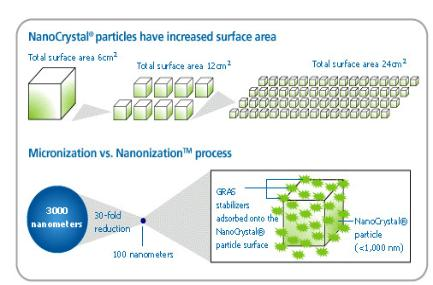 NanoCrystal® particles have increased surface area
Total surface area 6cm²
Total surface area 12cm²
Total surface area 24cm²
Micronization vs. Nanonization™ process
3000
nanometers
30-fold
reduction
100 nanometers
GRAS
stabilizers
adsorbed onto the
NanoCrystal®
particle surface
NanoCrystal®
particle
(<1,000 nm)